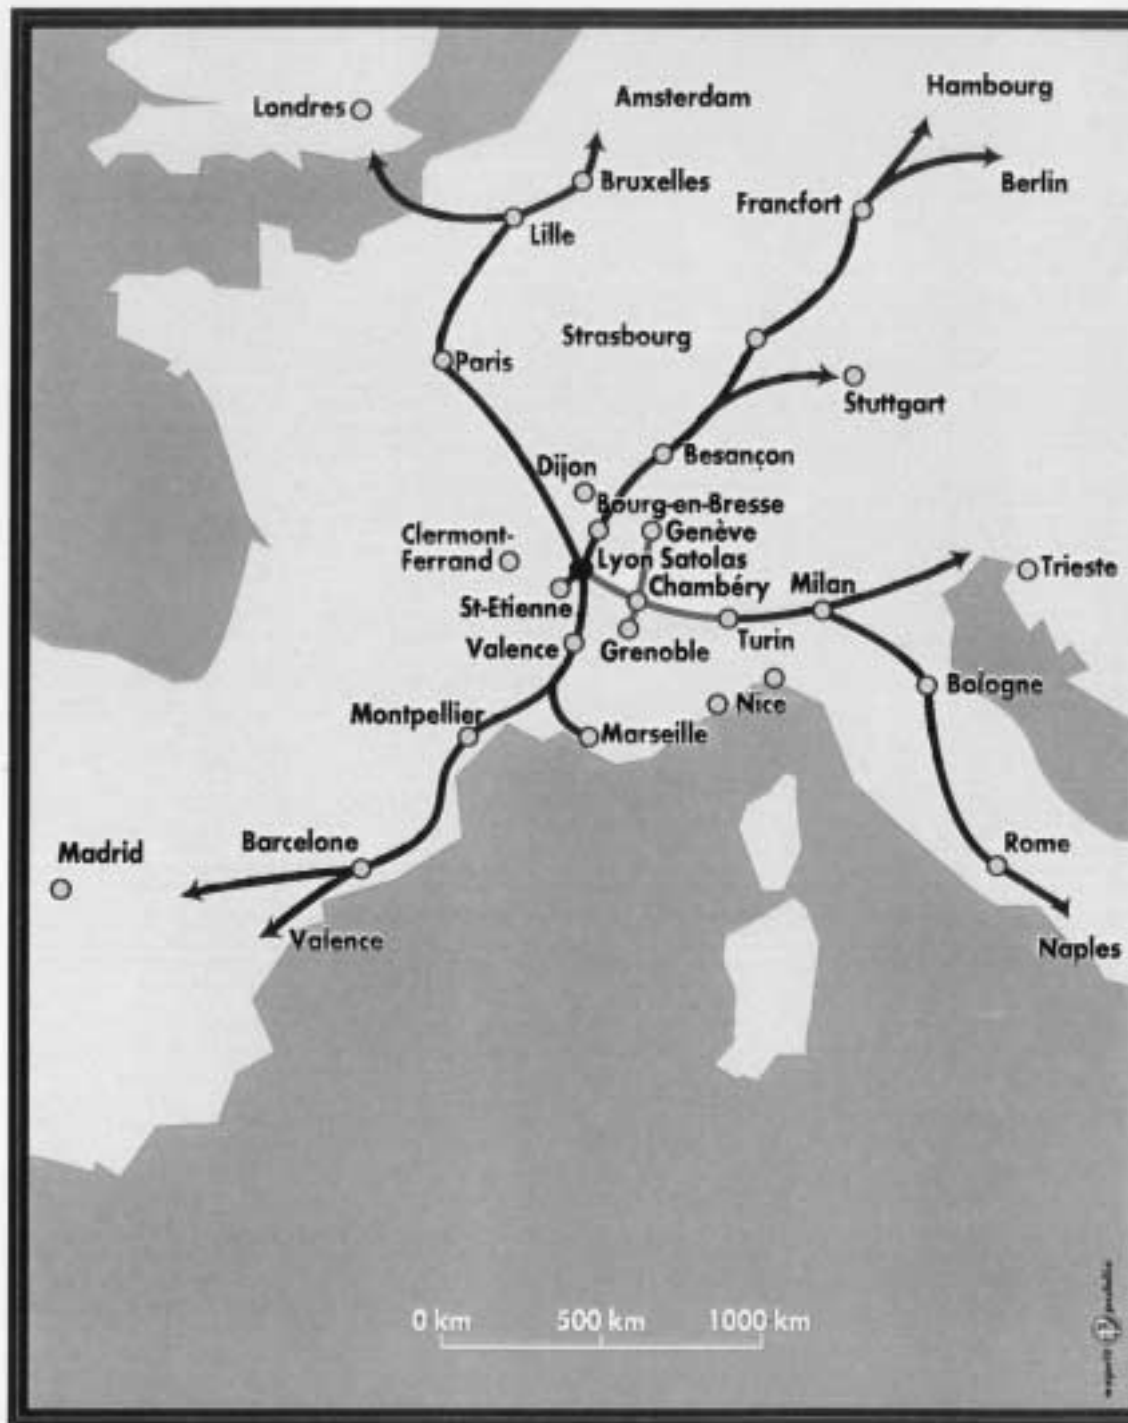 Hambourg
Amsterdam
Londres
Bruxelles
Berlin
Francfort
Lille
Strasbourg
Paris
Stuttgart
Besançon
Dijon
Bourg-en-Bresse
Clermont-
Ferrand
Genève
Lyon Satolas
Trieste
Chambéry
Milan
St-Etienne
Valence
Grenoble
Turin
Bologne
Nice
Montpellier
Marseille
Barcelone
Madrid
Rome
Valence
Naples
0 km 500 km 1000 km